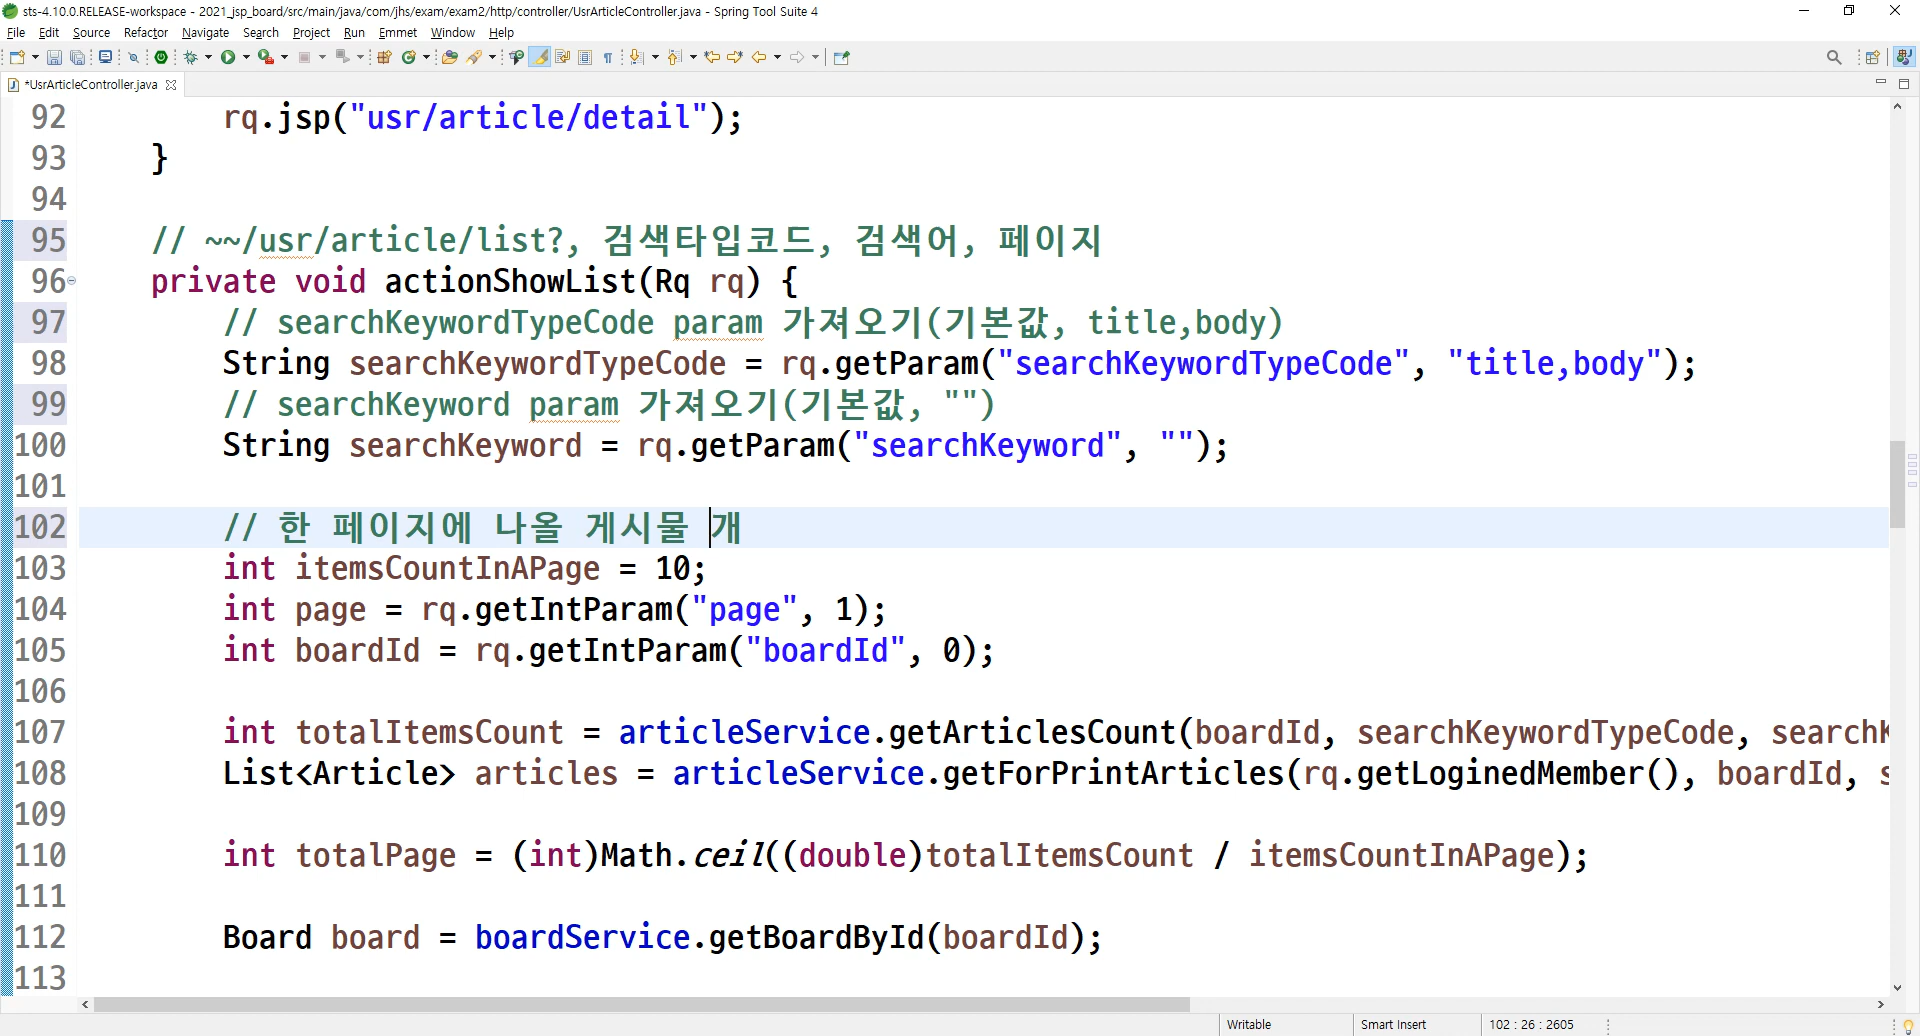 sts-4.10.0.RELEASE-workspace - 2021_jsp_board/src/main/java/com/jhs/exam/exam2/http/controller/UsrArticleController.java - Spring Tool Suite 4
File Edit Source Refactor Navigate Search Project Run Emmet Window Help
*UsrArticleController.java
92 rq.jsp("usr/article/detail");
93 }
94
95 // ~~/usr/article/list?, 검색타입코드, 검색어, 페이지
96 private void actionShowList(Rq rq) {
97 // searchKeywordTypeCode param 가져오기(기본값, title,body)
98 String searchKeywordTypeCode = rq.getParam("searchKeywordTypeCode", "title,body");
99 // searchKeyword param 가져오기(기본값, "")
100 String searchKeyword = rq.getParam("searchKeyword", "");
101
102 // 한 페이지에 나올 게시물 개
103 int itemsCountInAPage = 10;
104 int page = rq.getIntParam("page", 1);
105 int boardId = rq.getIntParam("boardId", 0);
106
107 int totalItemsCount = articleService.getArticlesCount(boardId, searchKeywordTypeCode, searchK
108 List<Article> articles = articleService.getForPrintArticles(rq.getLoginedMember(), boardId, s
109
110 int totalPage = (int)Math.ceil((double)totalItemsCount / itemsCountInAPage);
111
112 Board board = boardService.getBoardById(boardId);
113
Writable Smart Insert 102 : 26 : 2605